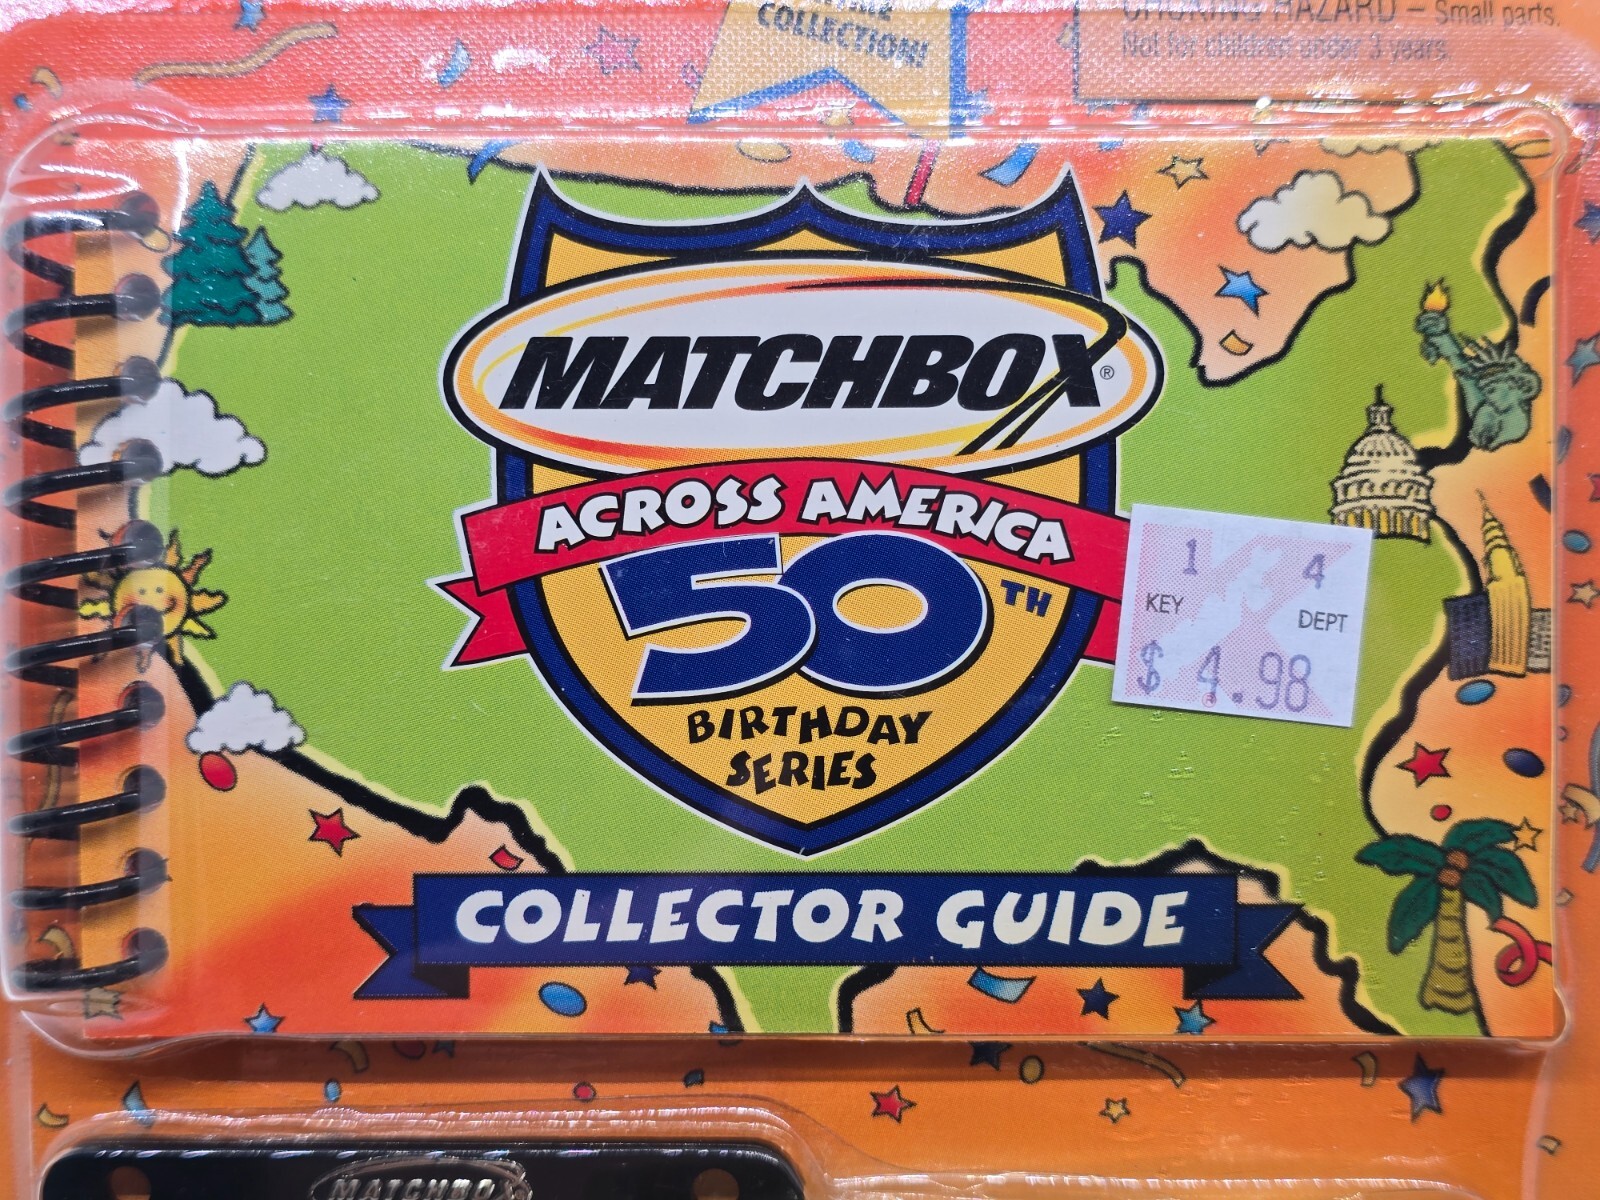 COLLECTION!
CHOKING HAZARD – Small parts.
Not for children under 3 years.
MATCHBOX®
ACROSS AMERICA
50TH
BIRTHDAY
SERIES
1 4
KEY DEPT
$ 4.98
COLLECTOR GUIDE
MATCHBOX